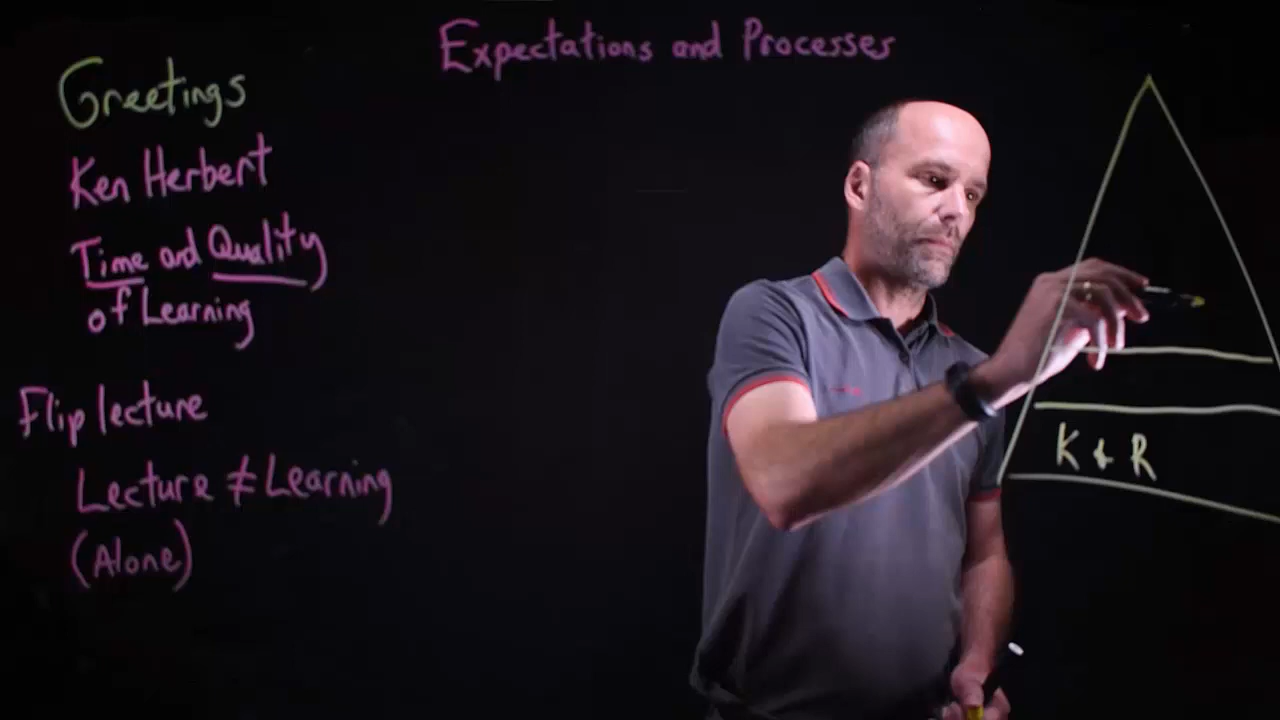 Expectations and Processes
Greetings
Ken Herbert
Time and Quality
of Learning
Flip lecture
Lecture ≠ Learning
(Alone)
K & R